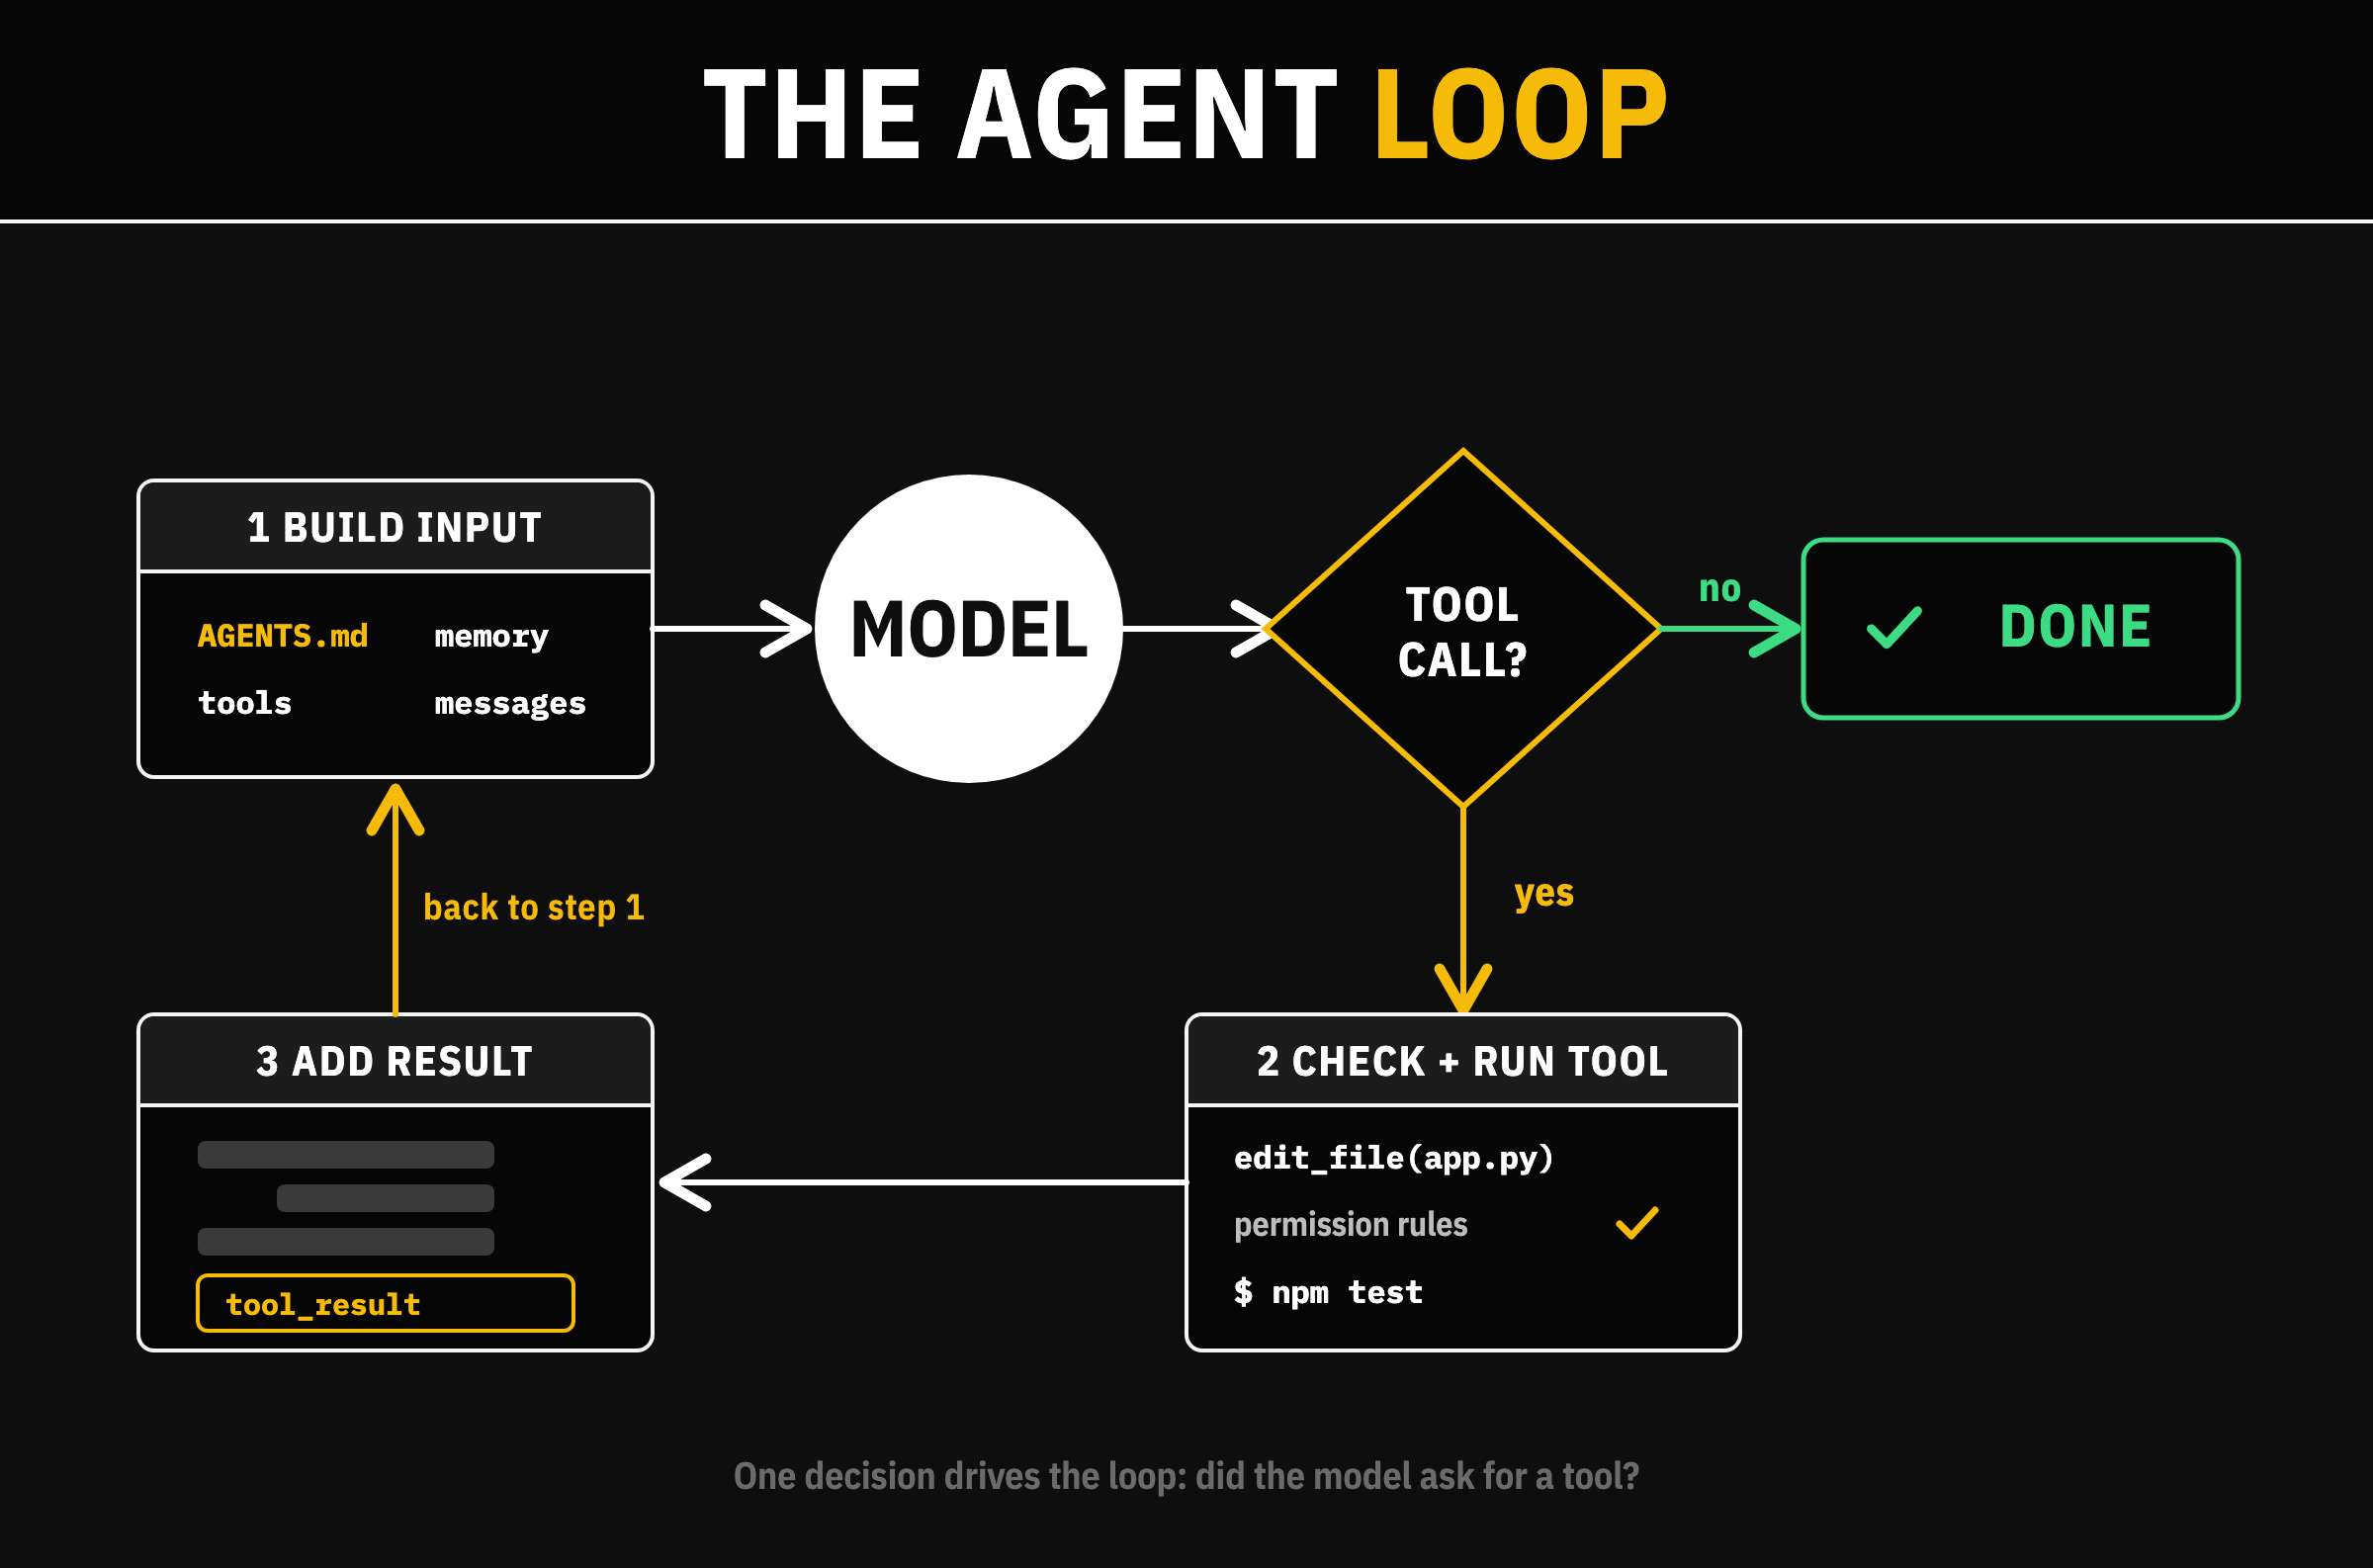 THE AGENT LOOP
1 BUILD INPUT
AGENTS.md memory
tools messages
MODEL
TOOL
CALL?
no
DONE
yes
back to step 1
2 CHECK + RUN TOOL
edit_file(app.py)
permission rules
$ npm test
3 ADD RESULT
tool_result
One decision drives the loop: did the model ask for a tool?